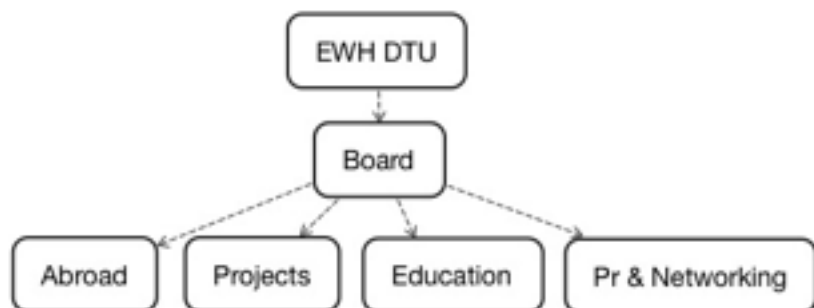 EWH DTU
Board
Abroad
Projects
Education
Pr & Networking